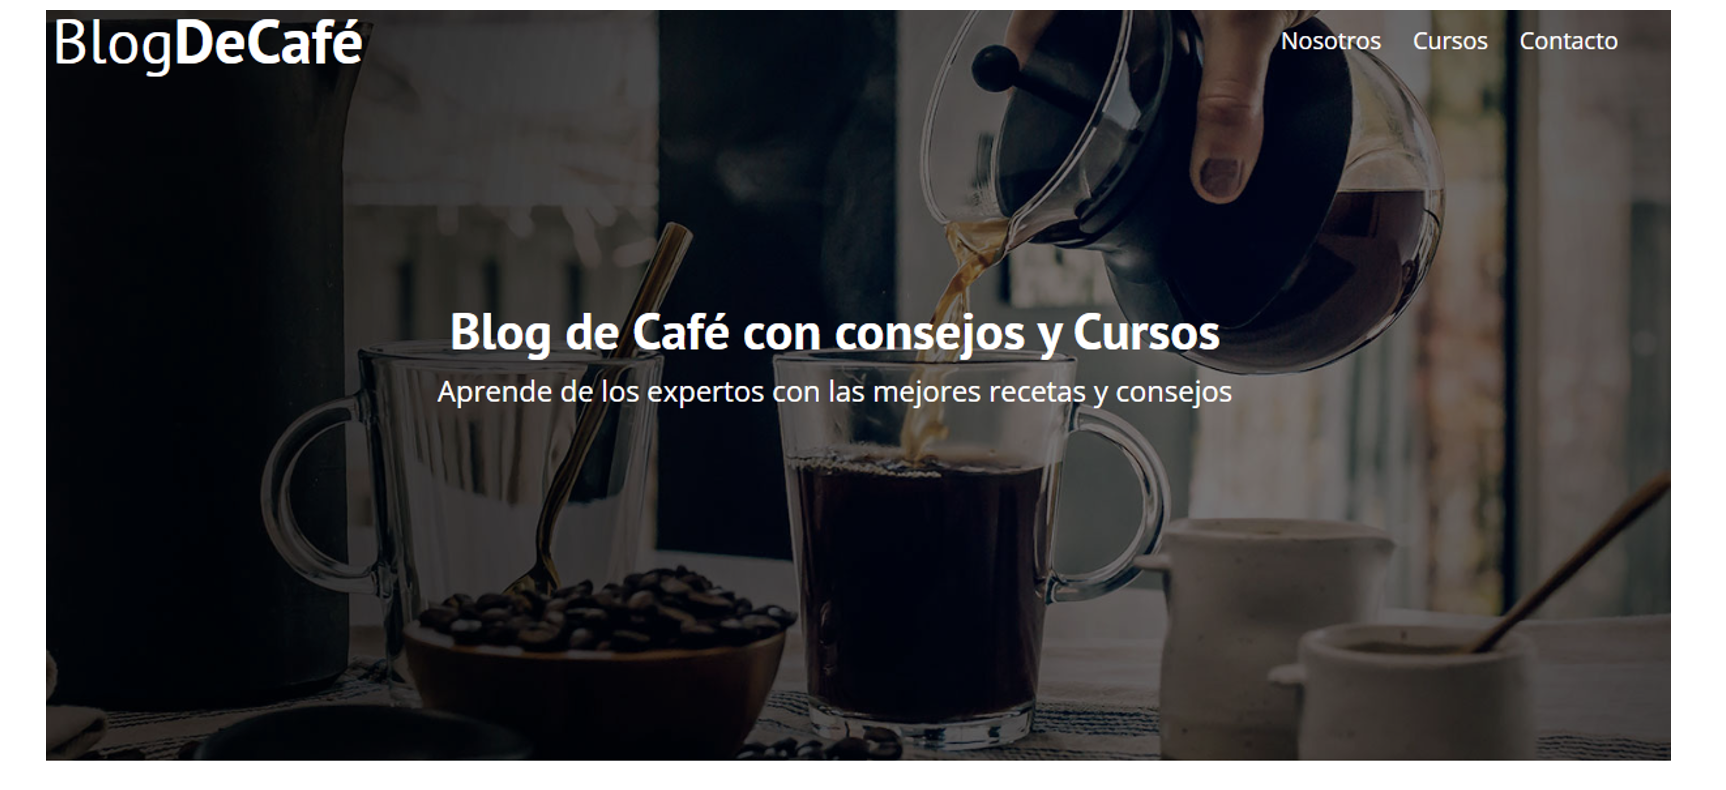 BlogDeCafé
Nosotros Cursos Contacto
Blog de Café con consejos y Cursos
Aprende de los expertos con las mejores recetas y consejos